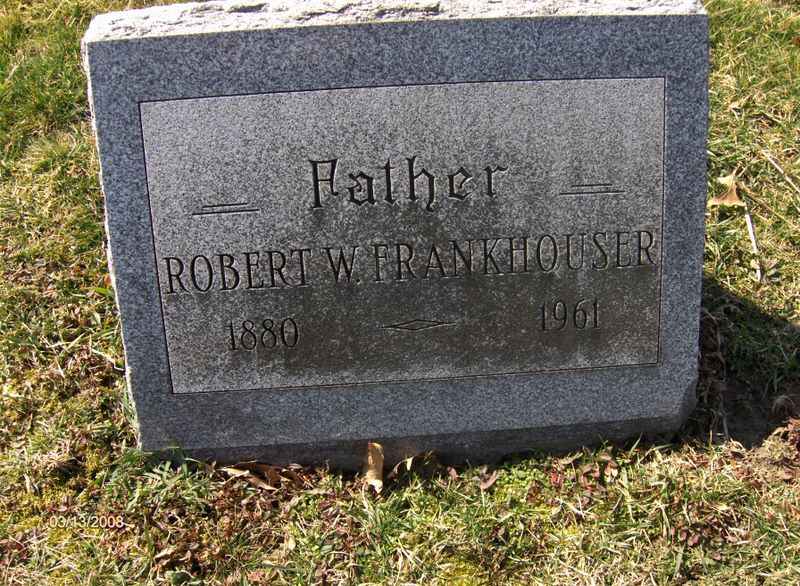 Father
ROBERT W. FRANKHOUSER
1880 1961
03/13/2008